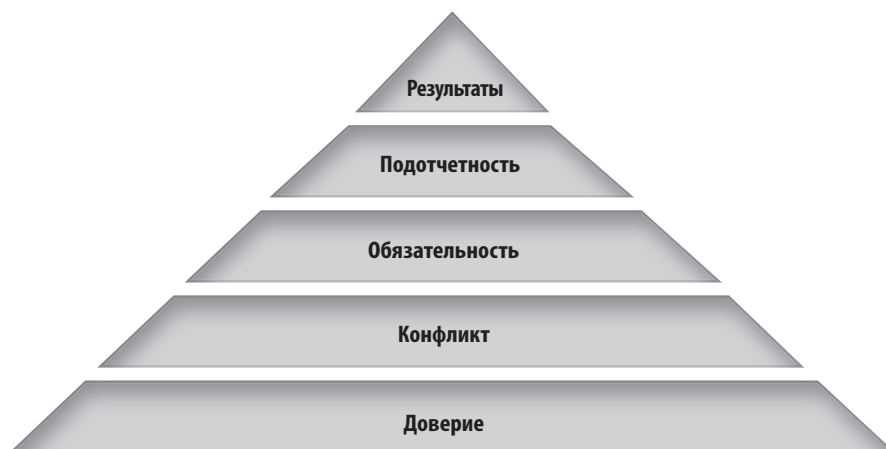 Результаты
Подотчетность
Обязательность
Конфликт
Доверие